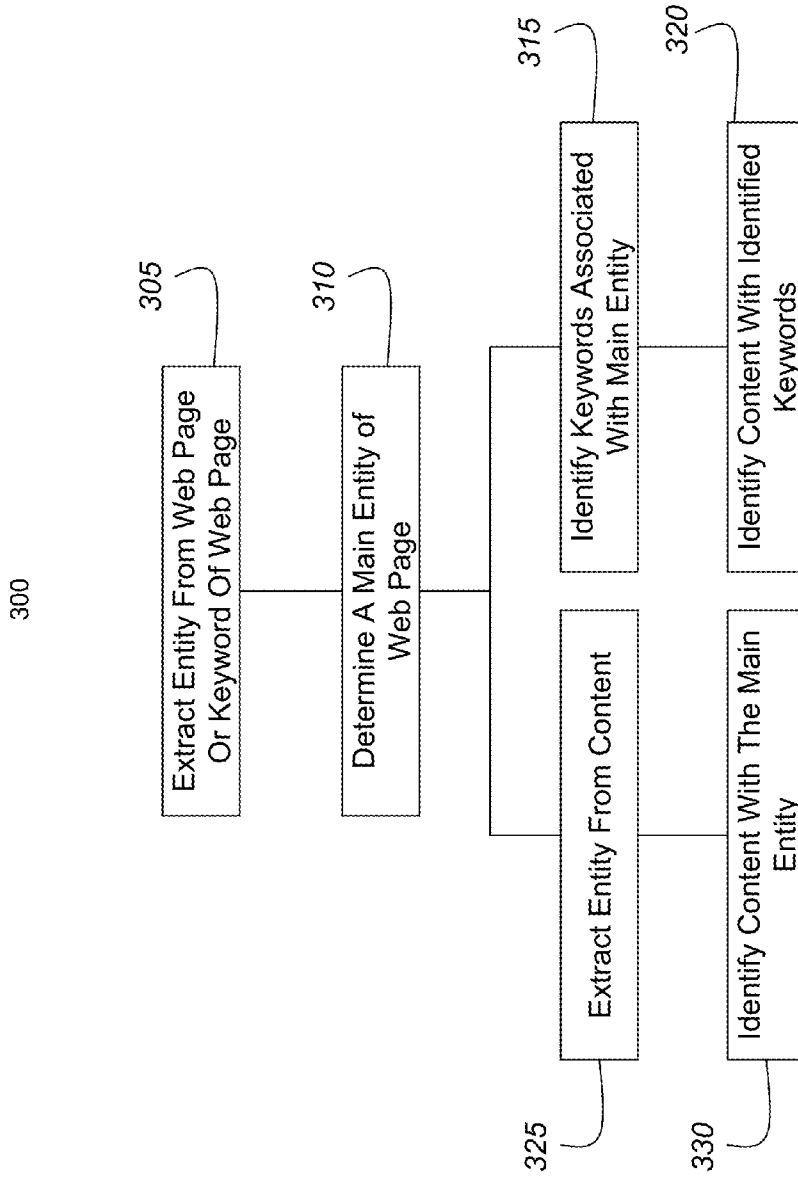 300
305
Extract Entity From Web Page
Or Keyword Of Web Page
310
Determine A Main Entity of
Web Page
325
Extract Entity From Content
315
Identify Keywords Associated
With Main Entity
330
Identify Content With The Main
Entity
320
Identify Content With Identified
Keywords